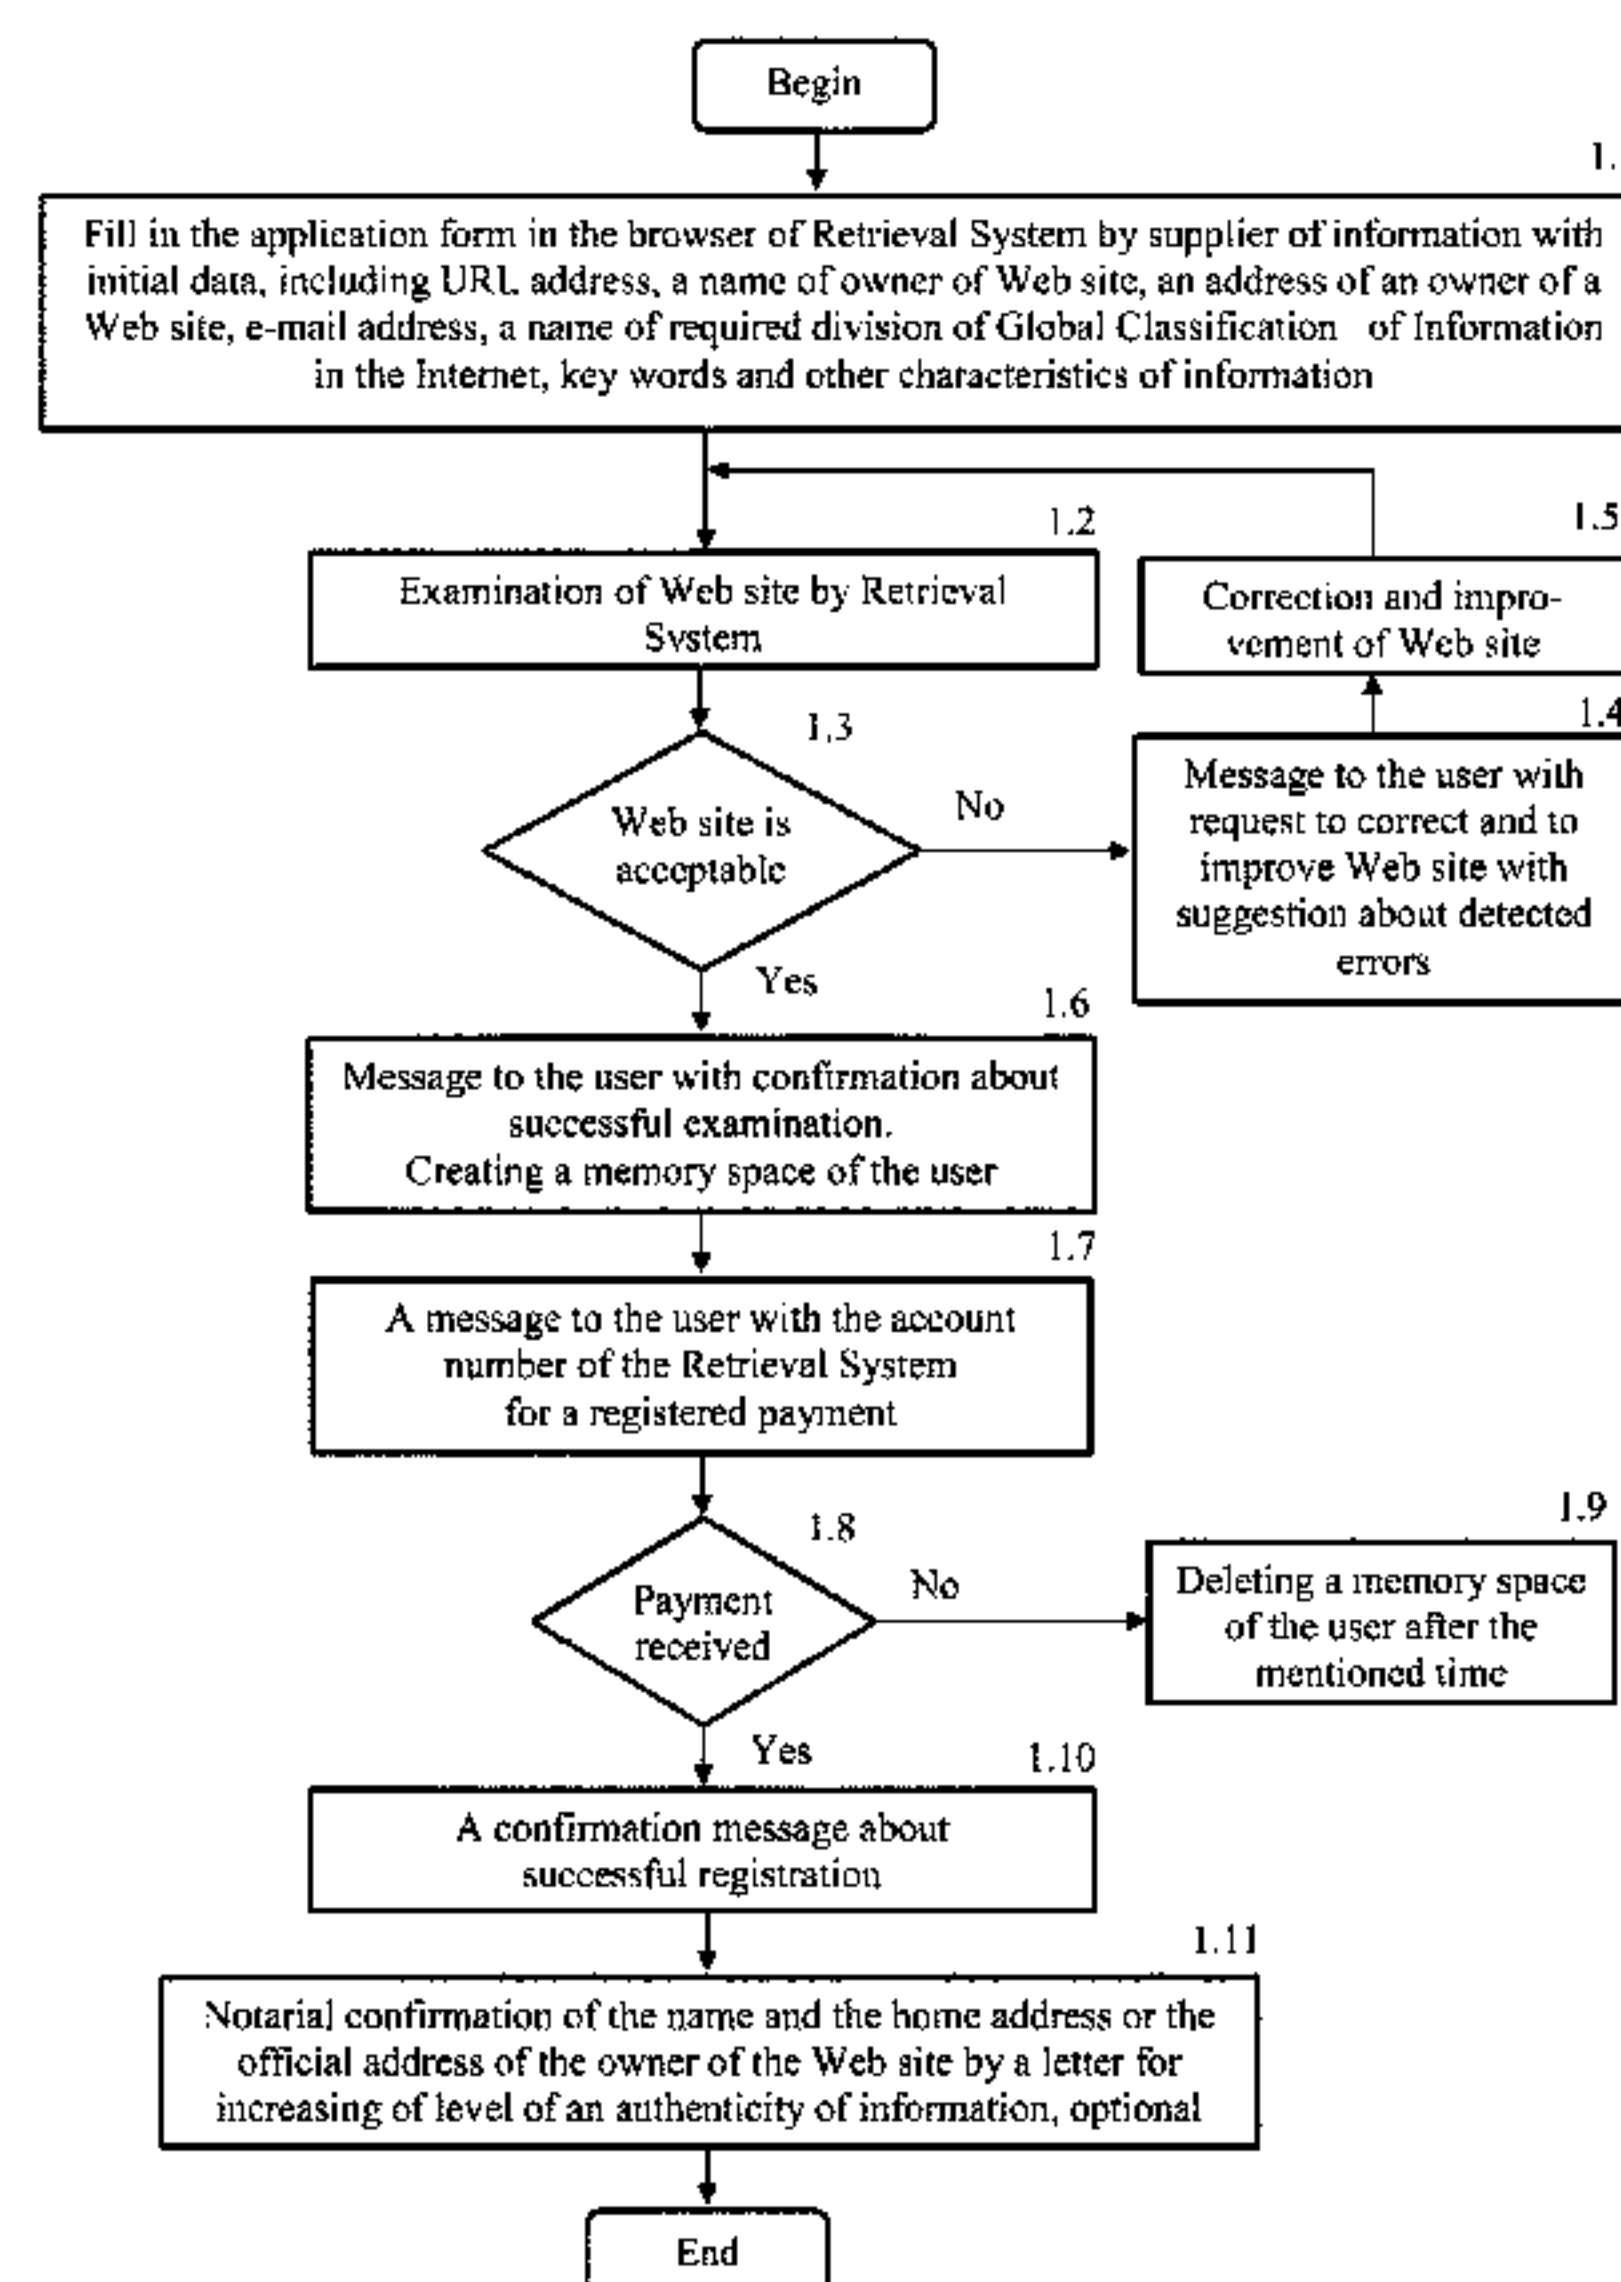 Begin
1.
Fill in the application form in the browser of Retrieval System by supplier of information with
initial data, including URL address, a name of owner of Web site, an address of an owner of a
Web site, e-mail address, a name of required division of Global Classification of Information
in the Internet, key words and other characteristics of information
1.2
Examination of Web site by Retrieval
System
1.5
Correction and impro-
vement of Web site
1.3
Web site is
acceptable
No
1.4
Message to the user with
request to correct and to
improve Web site with
suggestion about detected
errors
Yes
1.6
Message to the user with confirmation about
successful examination.
Creating a memory space of the user
1.7
A message to the user with the account
number of the Retrieval System
for a registered payment
1.8
Payment
received
No
1.9
Deleting a memory space
of the user after the
mentioned time
Yes
1.10
A confirmation message about
successful registration
1.11
Notarial confirmation of the name and the home address or the
official address of the owner of the Web site by a letter for
increasing of level of an authenticity of information, optional
End